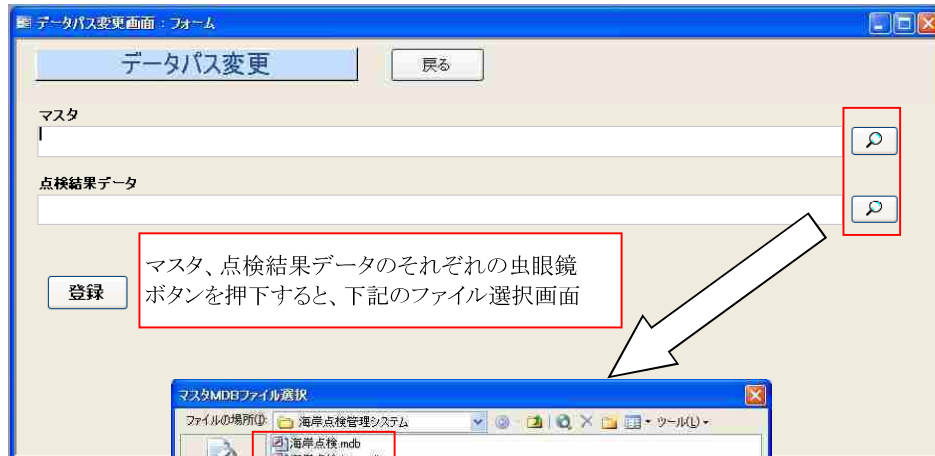 データパス変更画面 : フォーム
データパス変更
戻る
マスタ
点検結果データ
マスタ、点検結果データのそれぞれの虫眼鏡
ボタンを押下すると、下記のファイル選択画面
登録
マスタMDBファイル選択
ファイルの場所(I):
海岸点検管理システム
ツール(L)
海岸点検.mdb